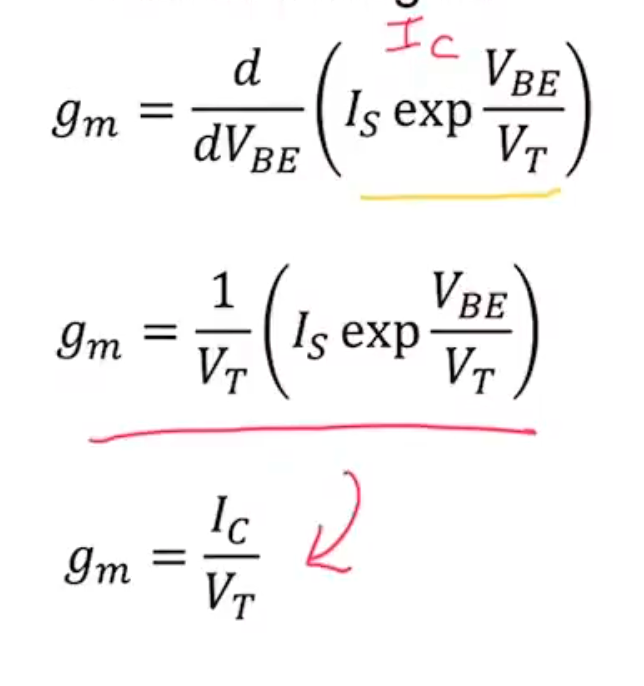 I_C
g_m = d/dV_BE (I_S exp V_BE/V_T)
g_m = 1/V_T (I_S exp V_BE/V_T)
g_m = I_C/V_T